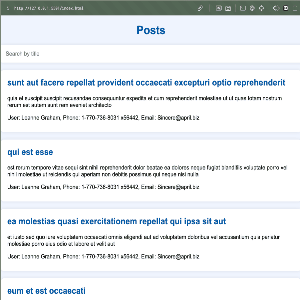 Posts
Search by title
sunt aut facere repellat provident occaecati excepturi optio reprehenderit
quia et suscipit suscipit recusandae consequuntur expedita et cum reprehenderit molestiae ut ut quas totam nostrum
rerum est autem sunt rem eveniet architecto
User: Leanne Graham, Phone: 1-770-736-8031 x56442, Email: Sincere@april.biz
qui est esse
est rerum tempore vitae sequi sint nihil reprehenderit dolor beatae ea dolores neque fugiat blanditiis voluptate porro vel
nihil molestiae ut reiciendis qui aperiam non debitis possimus qui neque nisi nulla
User: Leanne Graham, Phone: 1-770-736-8031 x56442, Email: Sincere@april.biz
ea molestias quasi exercitationem repellat qui ipsa sit aut
et iusto sed quo iure voluptatem occaecati omnis eligendi aut ad voluptatem doloribus vel accusantium quis pariatur
molestiae porro eius odio et labore et velit aut
User: Leanne Graham, Phone: 1-770-736-8031 x56442, Email: Sincere@april.biz
eum et est occaecati